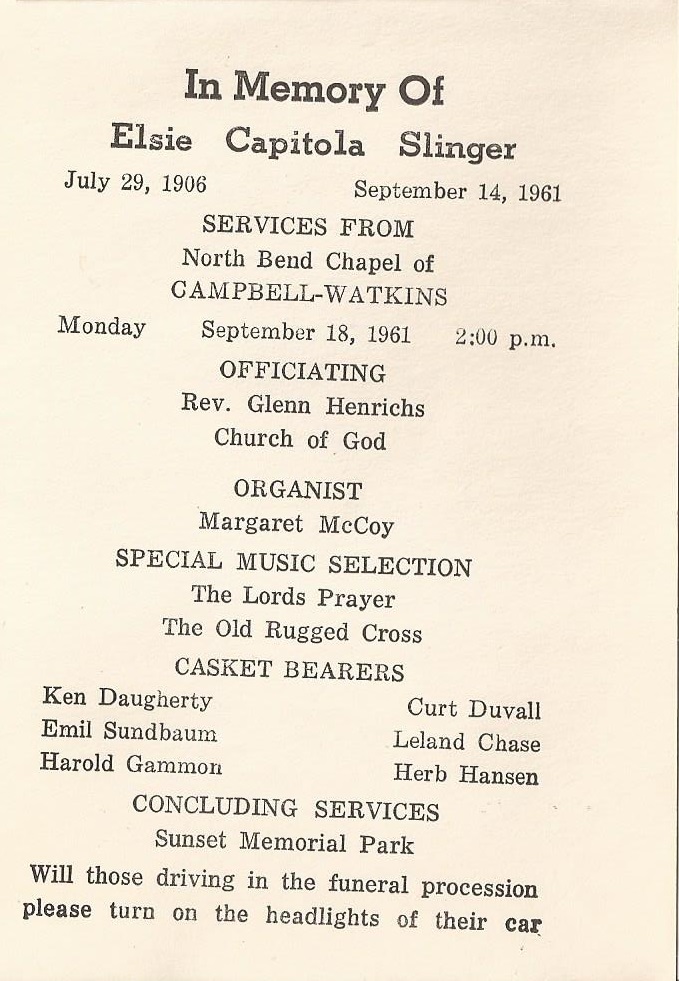 In Memory Of
Elsie Capitola Slinger
July 29, 1906 September 14, 1961
SERVICES FROM
North Bend Chapel of
CAMPBELL-WATKINS
Monday September 18, 1961 2:00 p.m.
OFFICIATING
Rev. Glenn Henrichs
Church of God
ORGANIST
Margaret McCoy
SPECIAL MUSIC SELECTION
The Lords Prayer
The Old Rugged Cross
CASKET BEARERS
Ken Daugherty Curt Duvall
Emil Sundbaum Leland Chase
Harold Gammon Herb Hansen
CONCLUDING SERVICES
Sunset Memorial Park
Will those driving in the funeral procession
please turn on the headlights of their car